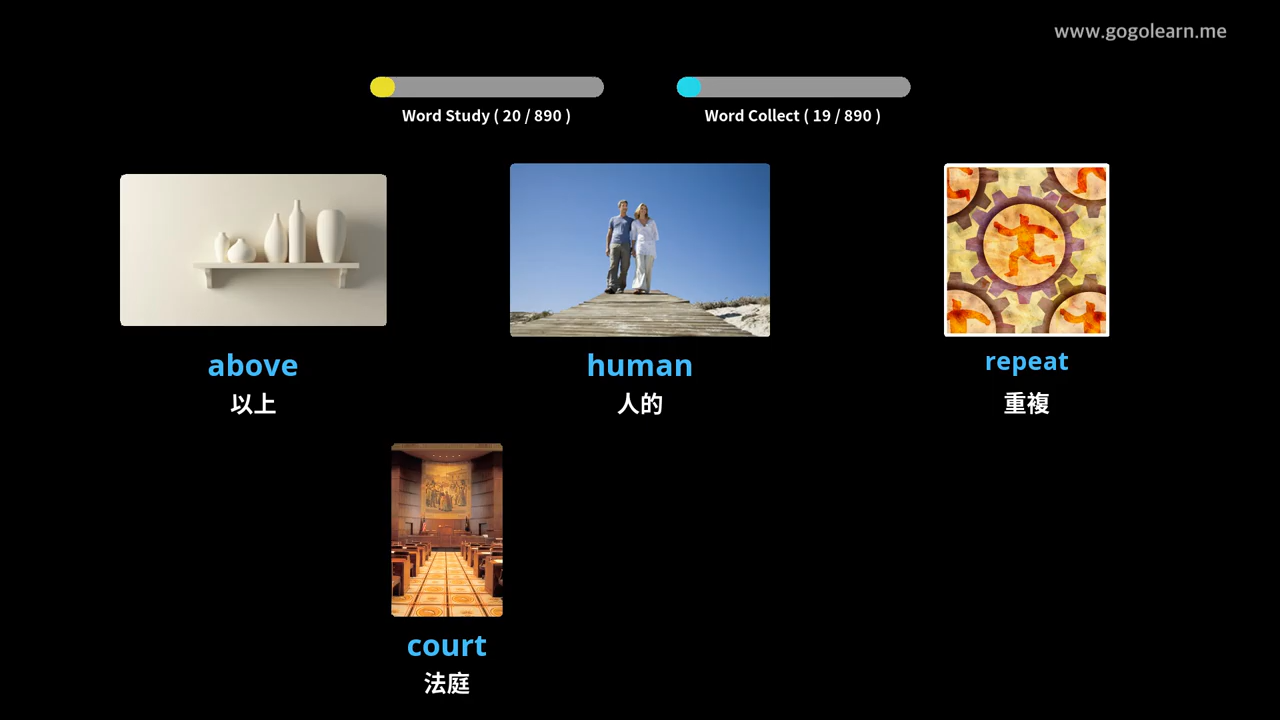 www.gogolearn.me
Word Study ( 20 / 890 )
Word Collect ( 19 / 890 )
above
以上
human
人的
repeat
重複
court
法庭